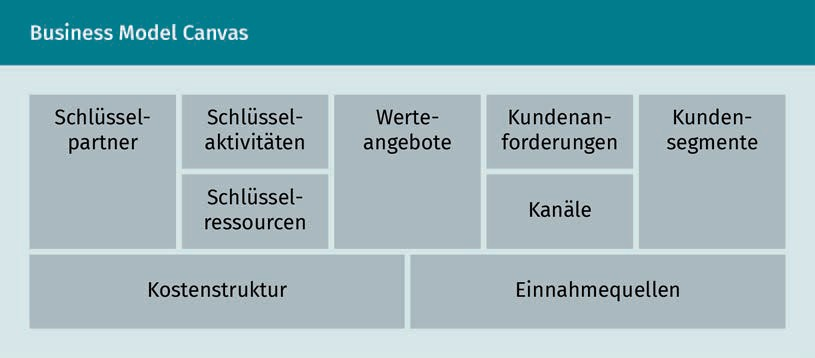 Business Model Canvas
Schlüssel-
partner
Schlüssel-
aktivitäten
Schlüssel-
ressourcen
Werte-
angebote
Kundenan-
forderungen
Kanäle
Kunden-
segmente
Kostenstruktur
Einnahmequellen